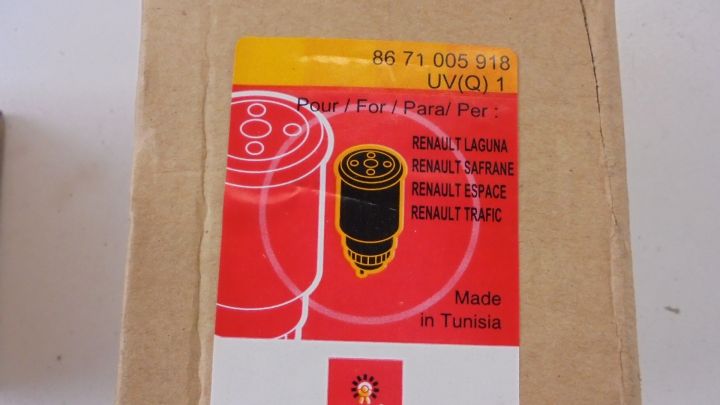 86 71 005 918
UV(Q) 1
Pour / For / Para/ Per :
RENAULT LAGUNA
RENAULT SAFRANE
RENAULT ESPACE
RENAULT TRAFIC
Made
in Tunisia